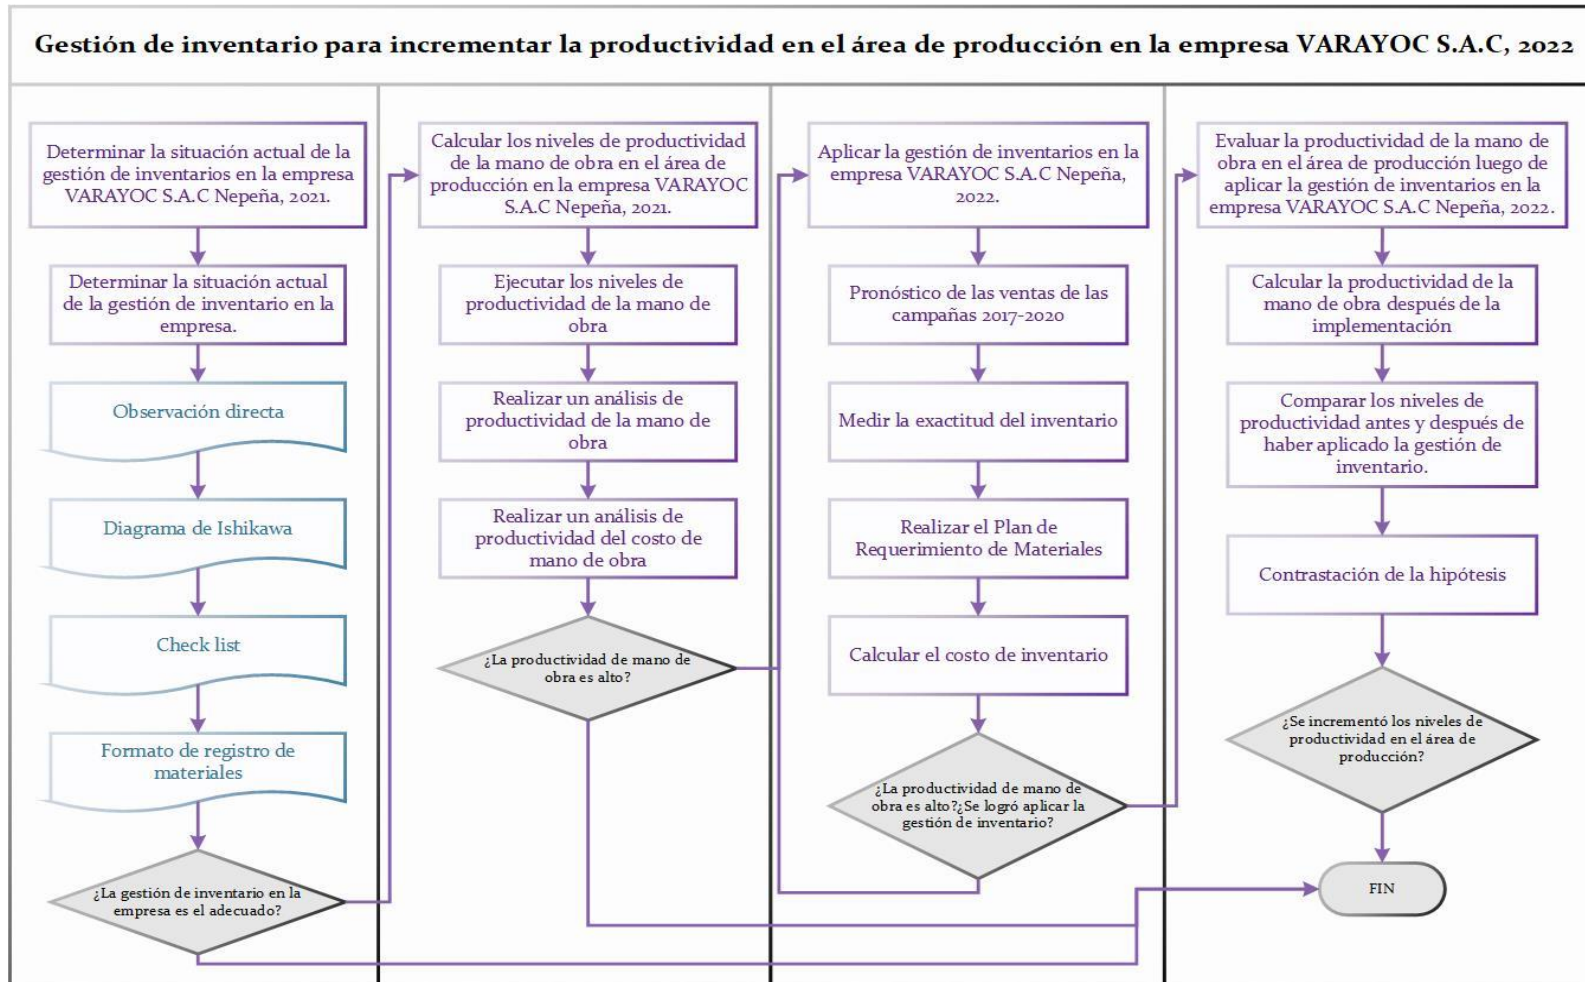 Gestión de inventario para incrementar la productividad en el área de producción en la empresa VARAYOC S.A.C, 2022
Determinar la situación actual de la
gestión de inventarios en la empresa
VARAYOC S.A.C Nepeña, 2021.
Determinar la situación actual
de la gestión de inventario en la
empresa.
Observación directa
Diagrama de Ishikawa
Check list
Formato de registro de
materiales
¿La gestión de inventario en la
empresa es el adecuado?
Calcular los niveles de productividad
de la mano de obra en el área de
producción en la empresa VARAYOC
S.A.C Nepeña, 2021.
Ejecutar los niveles de
productividad de la mano de
obra
Realizar un análisis de
productividad de la mano de
obra
Realizar un análisis de
productividad del costo de
mano de obra
¿La productividad de mano de
obra es alto?
Aplicar la gestión de inventarios en la
empresa VARAYOC S.A.C Nepeña,
2022.
Pronóstico de las ventas de las
campañas 2017-2020
Medir la exactitud del inventario
Realizar el Plan de
Requerimiento de Materiales
Calcular el costo de inventario
¿La productividad de mano de
obra es alto?¿Se logró aplicar la
gestión de inventario?
Evaluar la productividad de la mano de
obra en el área de producción luego de
aplicar la gestión de inventarios en la
empresa VARAYOC S.A.C Nepeña, 2022.
Calcular la productividad de la
mano de obra después de la
implementación
Comparar los niveles de
productividad antes y después de
haber aplicado la gestión de
inventario.
Contrastación de la hipótesis
¿Se incrementó los niveles de
productividad en el área de
producción?
FIN